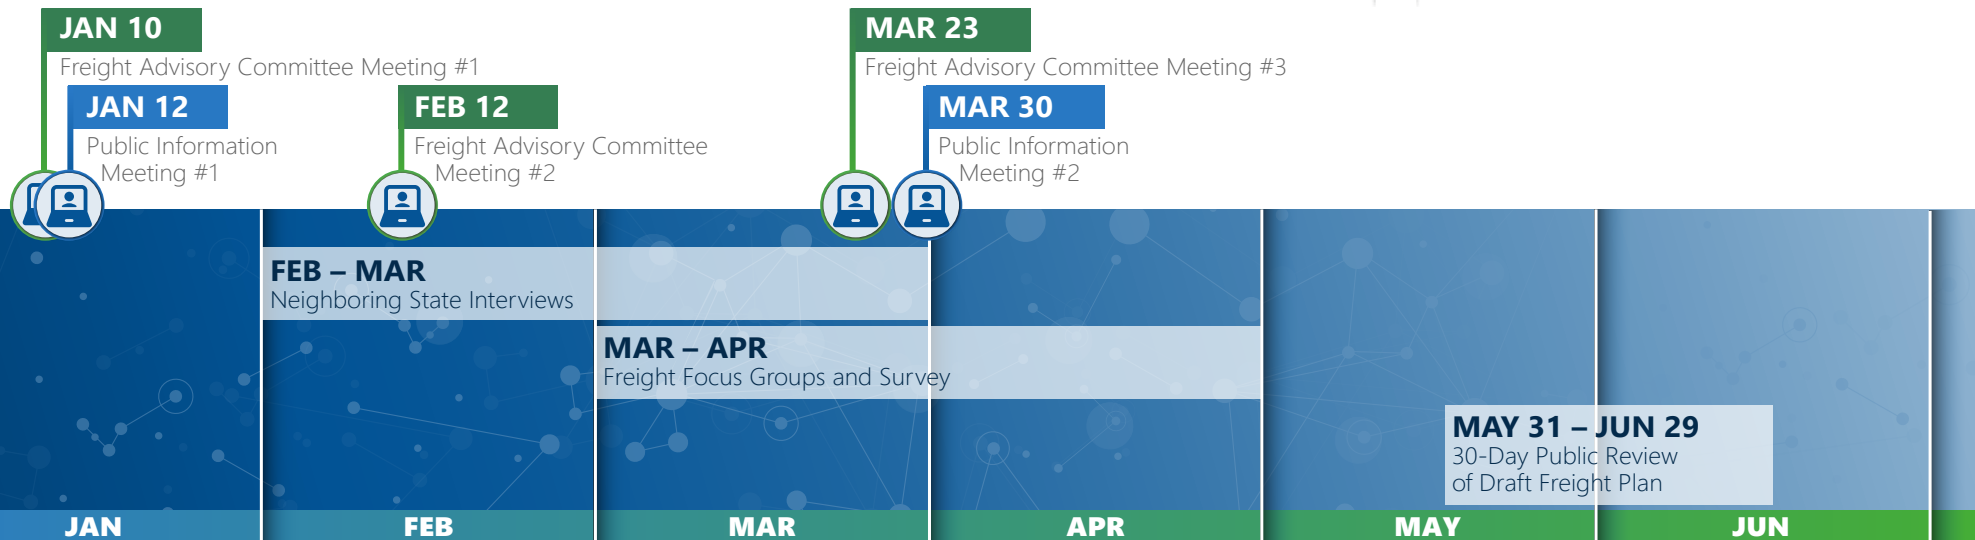 JAN 10
Freight Advisory Committee Meeting #1
JAN 12
Public Information
Meeting #1
FEB 12
Freight Advisory Committee
Meeting #2
MAR 23
Freight Advisory Committee Meeting #3
MAR 30
Public Information
Meeting #2
FEB – MAR
Neighboring State Interviews
MAR – APR
Freight Focus Groups and Survey
MAY 31 – JUN 29
30-Day Public Review
of Draft Freight Plan
JAN
FEB
MAR
APR
MAY
JUN